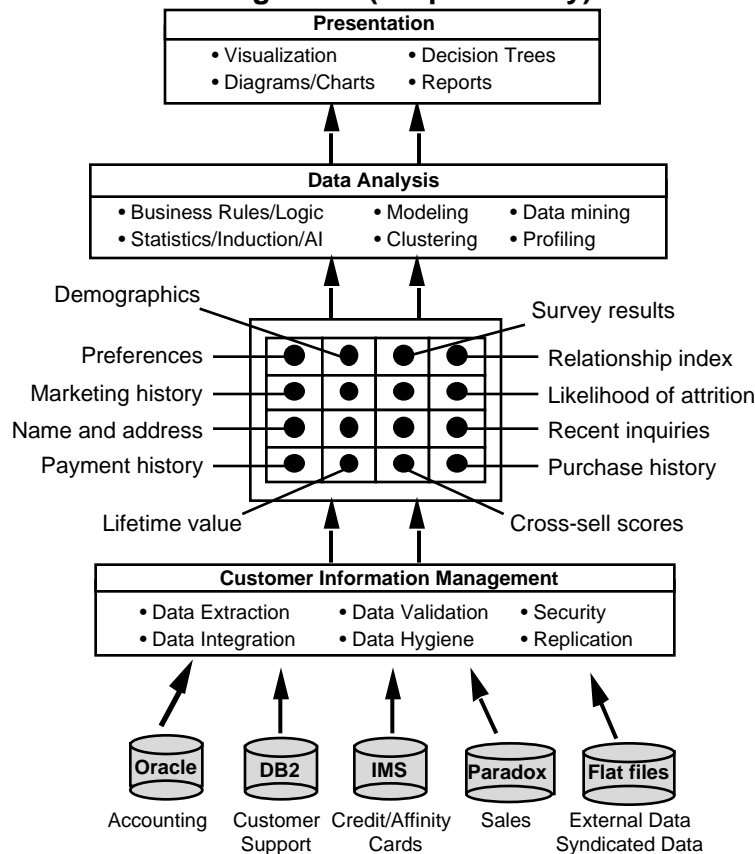 Presentation
• Visualization • Decision Trees
• Diagrams/Charts • Reports
Data Analysis
• Business Rules/Logic • Modeling • Data mining
• Statistics/Induction/AI • Clustering • Profiling
Demographics
Survey results
Preferences
Relationship index
Marketing history
Likelihood of attrition
Name and address
Recent inquiries
Payment history
Purchase history
Lifetime value
Cross-sell scores
Customer Information Management
• Data Extraction • Data Validation • Security
• Data Integration • Data Hygiene • Replication
Oracle DB2 IMS Paradox Flat files
Accounting Customer Credit/Affinity Sales External Data
Support Cards Syndicated Data